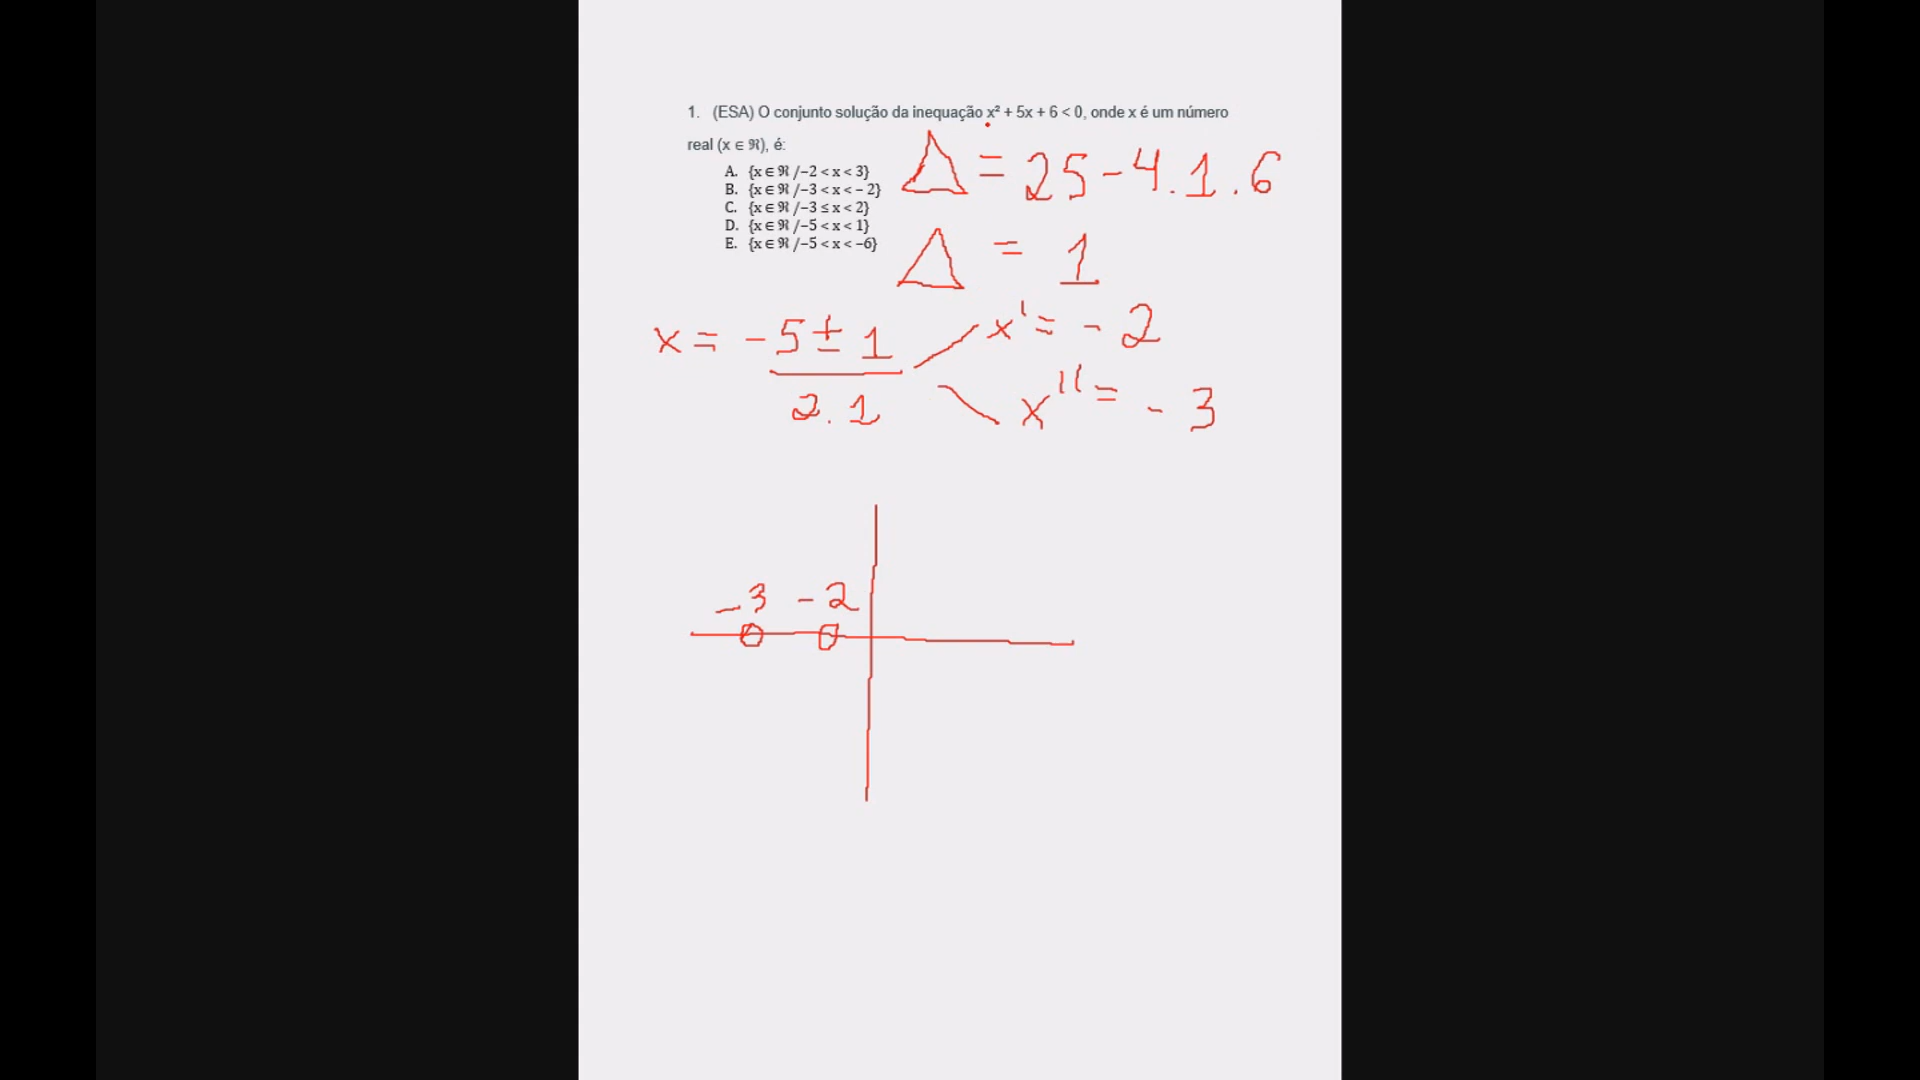 1. (ESA) O conjunto solução da inequação x² + 5x + 6 < 0, onde x é um número
real (x ∈ ℜ), é:
A. {x ∈ ℜ /−2 < x < 3}
B. {x ∈ ℜ /−3 < x < − 2}
C. {x ∈ ℜ /−3 ≤ x < 2}
D. {x ∈ ℜ /−5 < x < 1}
E. {x ∈ ℜ /−5 < x < −6}
Δ = 25 - 4.1.6
Δ = 1
x = -5 ± 1
2.1
x' = - 2
x'' = - 3
-3 -2